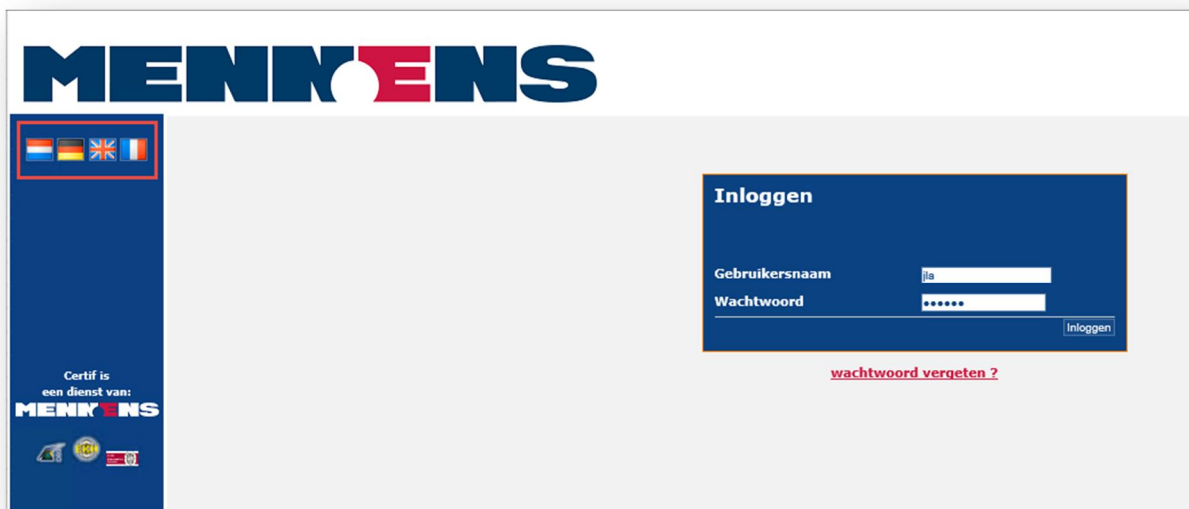 MENNENS
Inloggen
Gebruikersnaam jla
Wachtwoord ••••••
Inloggen
wachtwoord vergeten ?
Certif is
een dienst van:
MENNENS